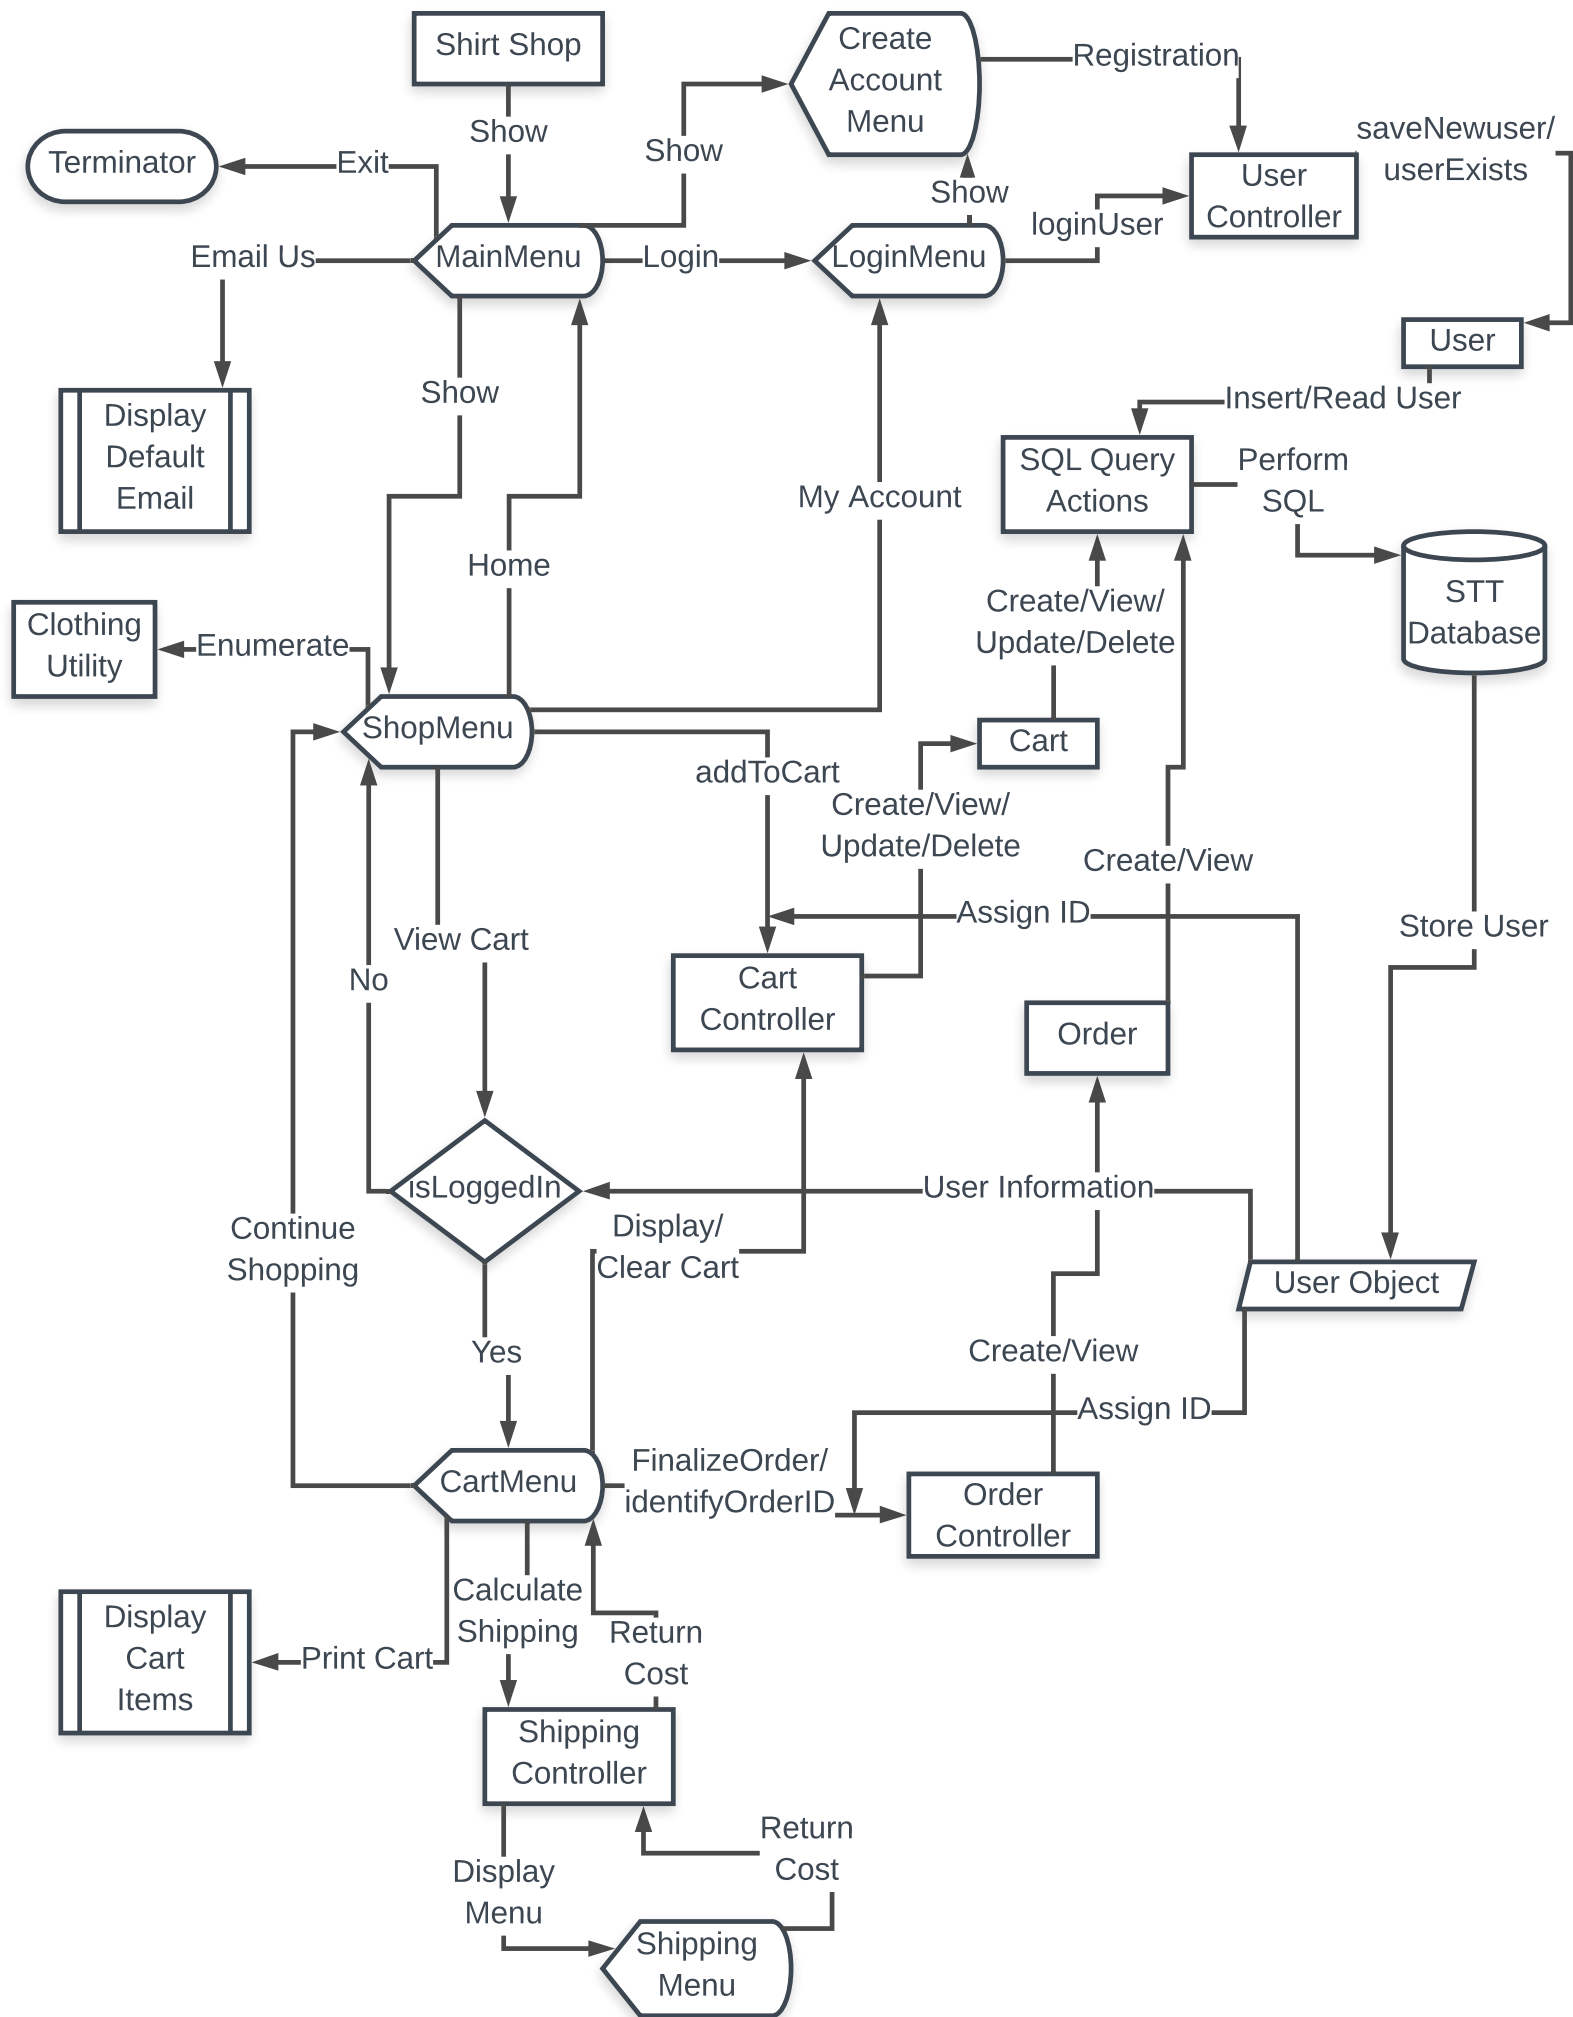 Shirt Shop
Create
Account
Menu
Registration
Show
Show
saveNewuser/
userExists
Terminator
Exit
Show
User
Controller
loginUser
Email Us
MainMenu
Login
LoginMenu
User
Show
Insert/Read User
Display
Default
Email
SQL Query
Actions
Perform
SQL
My Account
Home
STT
Database
Create/View/
Update/Delete
Clothing
Utility
Enumerate
ShopMenu
Cart
addToCart
Create/View/
Update/Delete
Create/View
Assign ID
Store User
View Cart
No
Cart
Controller
Order
isLoggedIn
User Information
Continue
Shopping
Display/
Clear Cart
User Object
Yes
Create/View
Assign ID
CartMenu
FinalizeOrder/
identifyOrderID
Order
Controller
Display
Cart
Items
Print Cart
Calculate
Shipping
Return
Cost
Shipping
Controller
Return
Cost
Display
Menu
Shipping
Menu